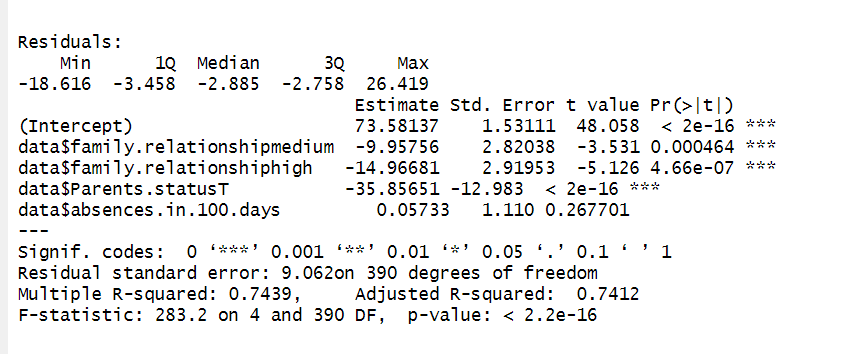 Residuals:
Min 1Q Median 3Q Max
-18.616 -3.458 -2.885 -2.758 26.419
Estimate Std. Error t value Pr(>|t|)
(Intercept) 73.58137 1.53111 48.058 < 2e-16 ***
data$family.relationshipmedium -9.95756 2.82038 -3.531 0.000464 ***
data$family.relationshiphigh -14.96681 2.91953 -5.126 4.66e-07 ***
data$Parents.statusT -35.85651 -12.983 < 2e-16 ***
data$absences.in.100.days 0.05733 1.110 0.267701
---
Signif. codes: 0 ‘***’ 0.001 ‘**’ 0.01 ‘*’ 0.05 ‘.’ 0.1 ‘ ’ 1
Residual standard error: 9.062on 390 degrees of freedom
Multiple R-squared: 0.7439, Adjusted R-squared: 0.7412
F-statistic: 283.2 on 4 and 390 DF, p-value: < 2.2e-16